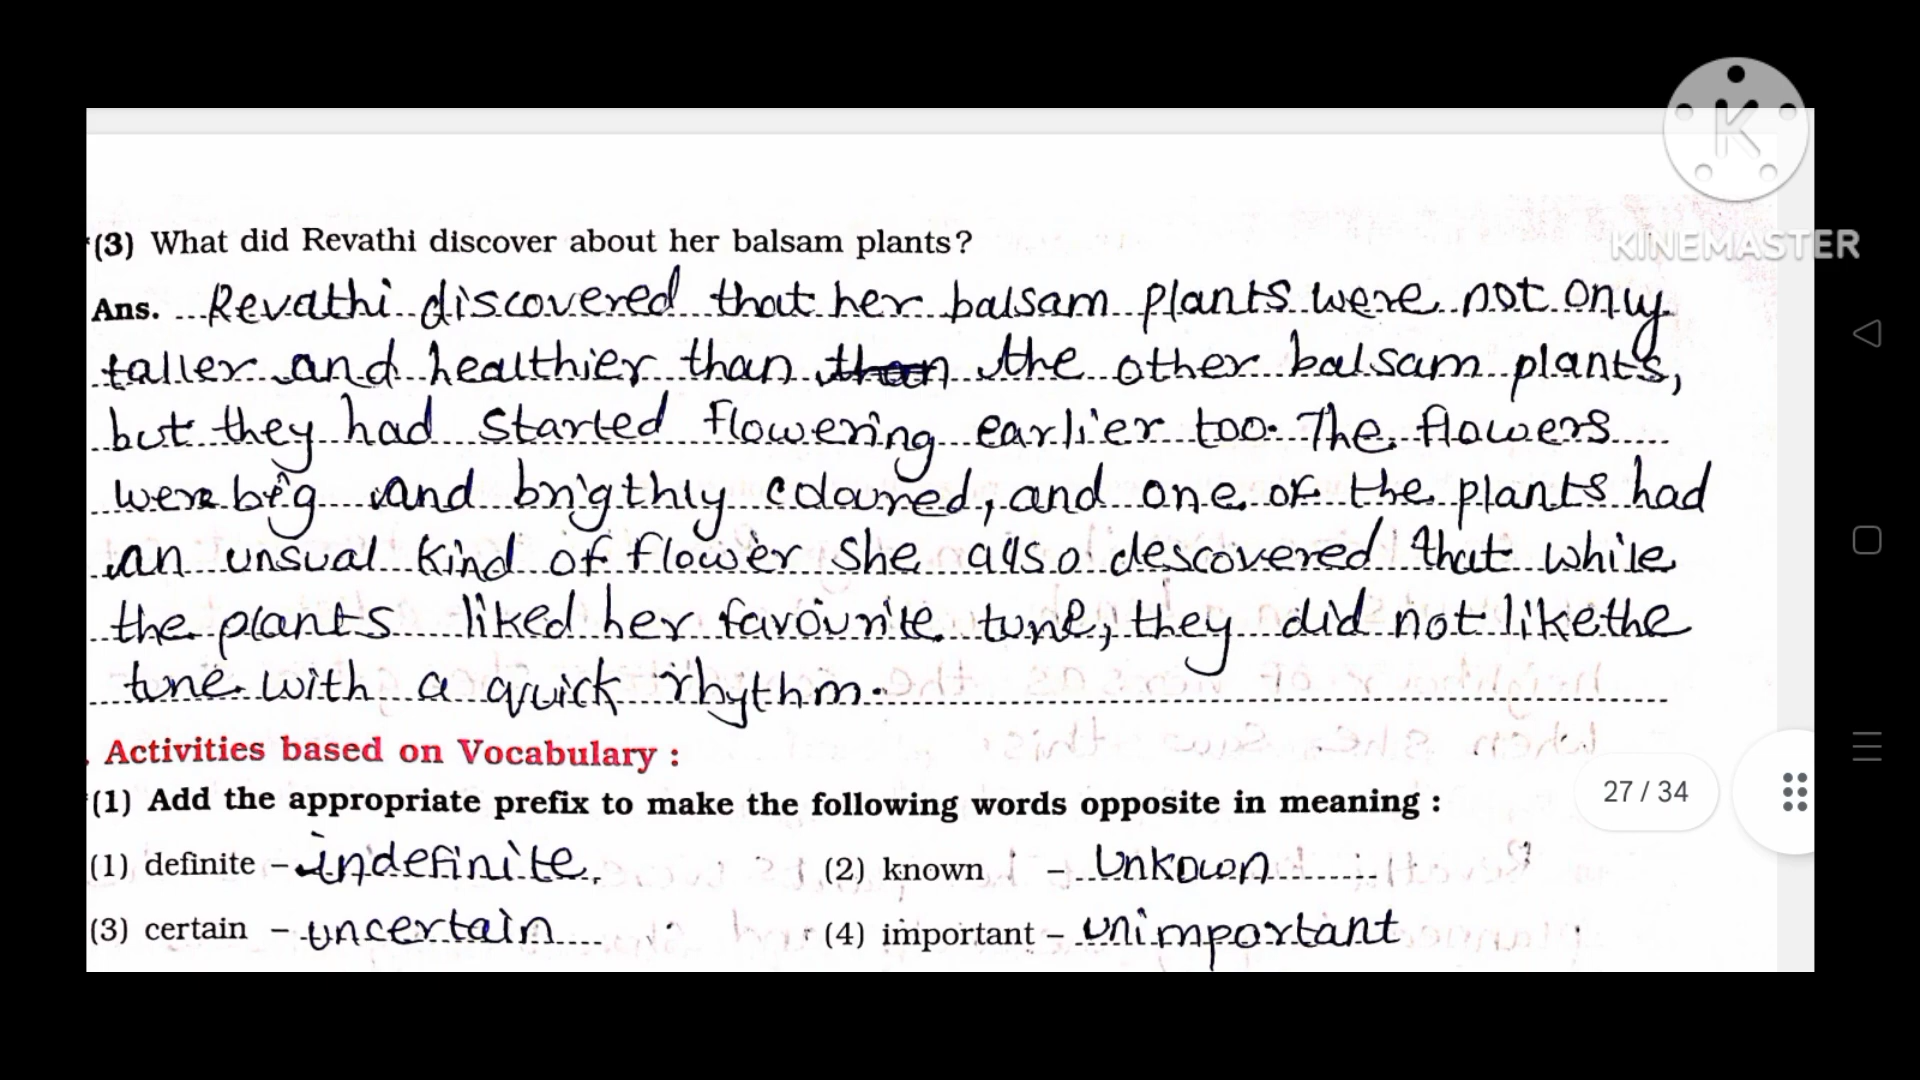 KINEMASTER
*(3) What did Revathi discover about her balsam plants?
Ans. Revathi discovered that her balsam plants were not ony
taller and healthier than the other balsam plants,
but they had started flowering earlier too. The flowers
were big and brigthly coloured, and one of the plants had
an unsual kind of flower she also descovered that while
the plants liked her favourite tune, they did not like the
tune with a quick rhythm.
. Activities based on Vocabulary :
*(1) Add the appropriate prefix to make the following words opposite in meaning :
27 / 34
(1) definite - indefinite. (2) known - Unkown
(3) certain - uncertain (4) important - unimportant